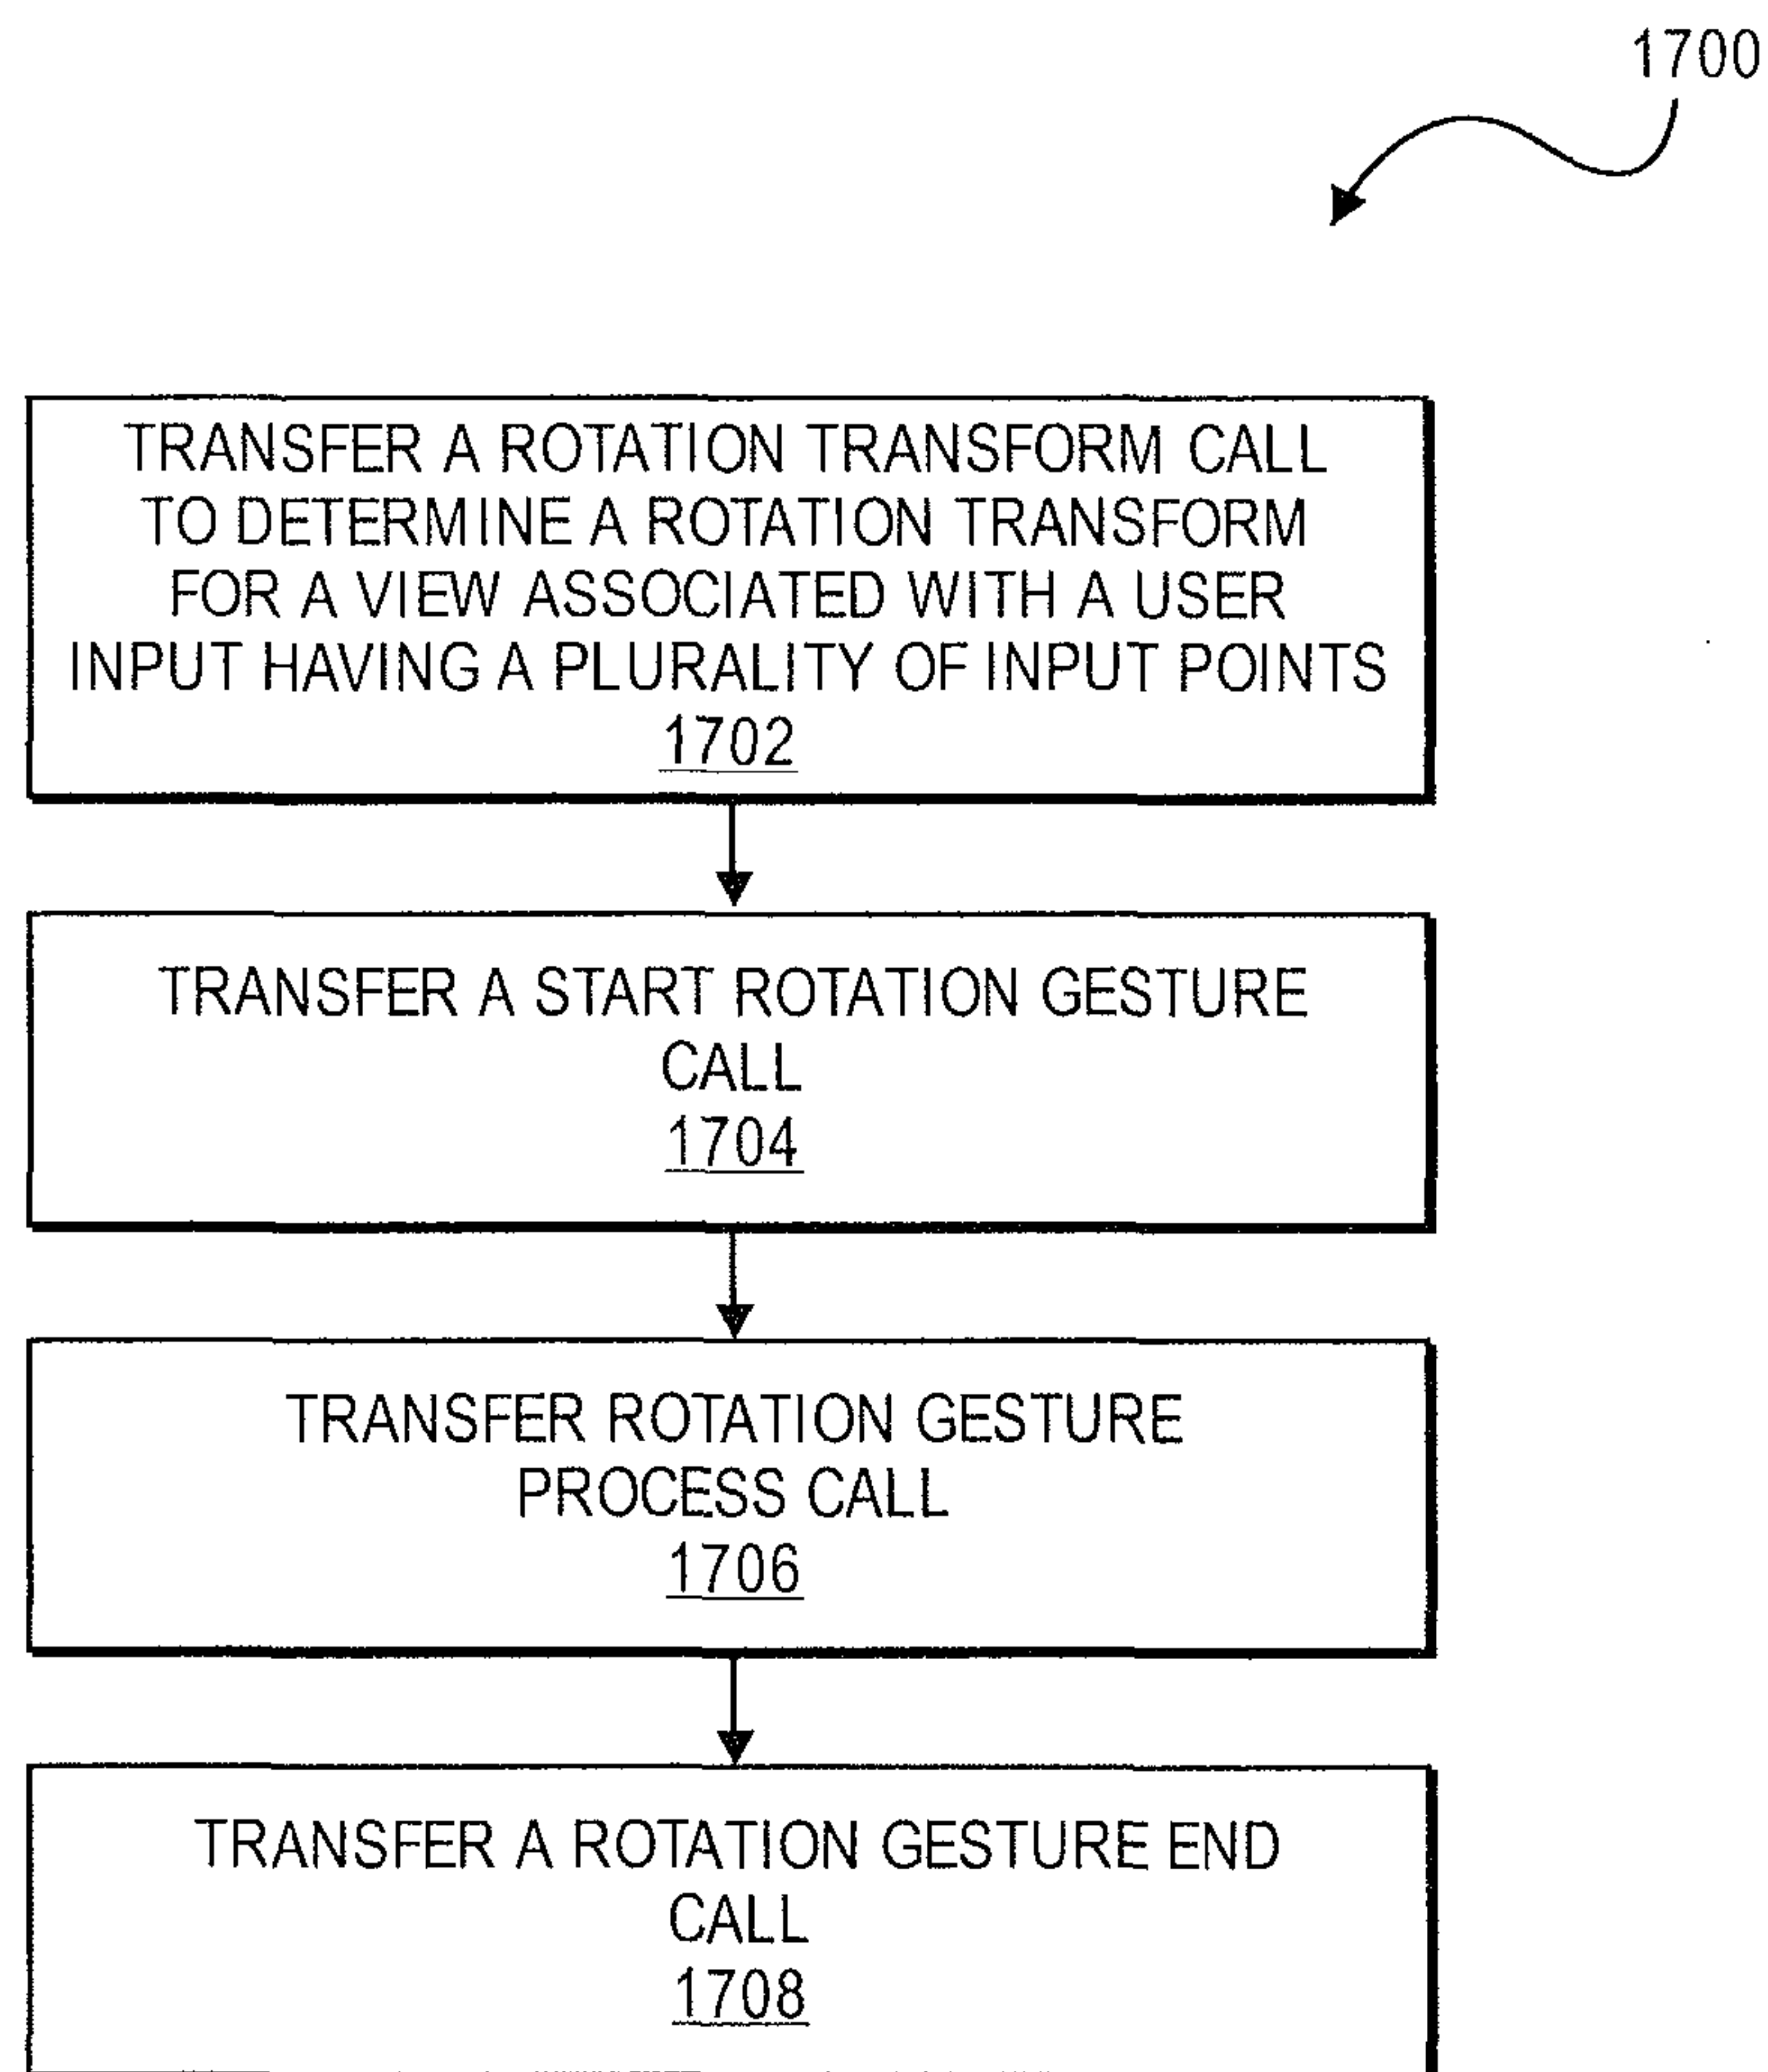 1700
TRANSFER A ROTATION TRANSFORM CALL
TO DETERMINE A ROTATION TRANSFORM
FOR A VIEW ASSOCIATED WITH A USER
INPUT HAVING A PLURALITY OF INPUT POINTS
1702
TRANSFER A START ROTATION GESTURE
CALL
1704
TRANSFER ROTATION GESTURE
PROCESS CALL
1706
TRANSFER A ROTATION GESTURE END
CALL
1708